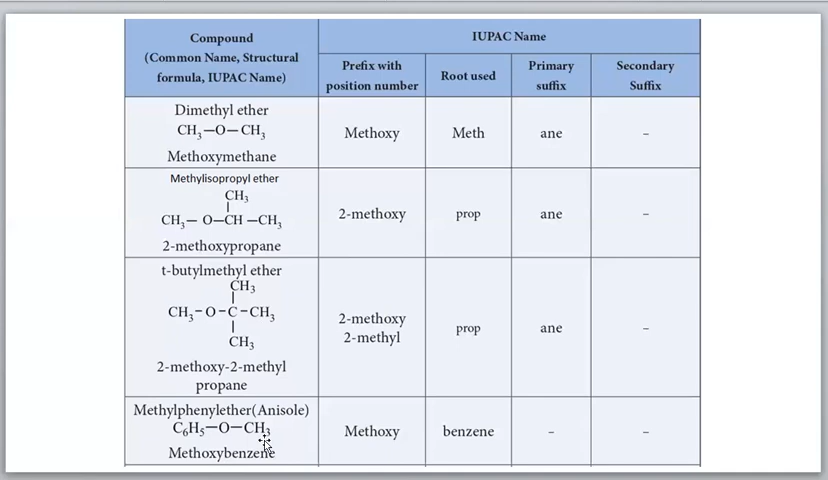 Compound
(Common Name, Structural
formula, IUPAC Name)
IUPAC Name
Prefix with
position number
Root used
Primary
suffix
Secondary
Suffix
Dimethyl ether
CH₃—O—CH₃
Methoxymethane
Methoxy
Meth
ane
–
Methylisopropyl ether
CH₃
|
CH₃— O—CH —CH₃
2-methoxypropane
2-methoxy
prop
ane
–
t-butylmethyl ether
CH₃
|
CH₃–O–C–CH₃
|
CH₃
2-methoxy-2-methyl
propane
2-methoxy
2-methyl
prop
ane
–
Methylphenylether(Anisole)
C₆H₅—O—CH₃
Methoxybenzene
Methoxy
benzene
–
–